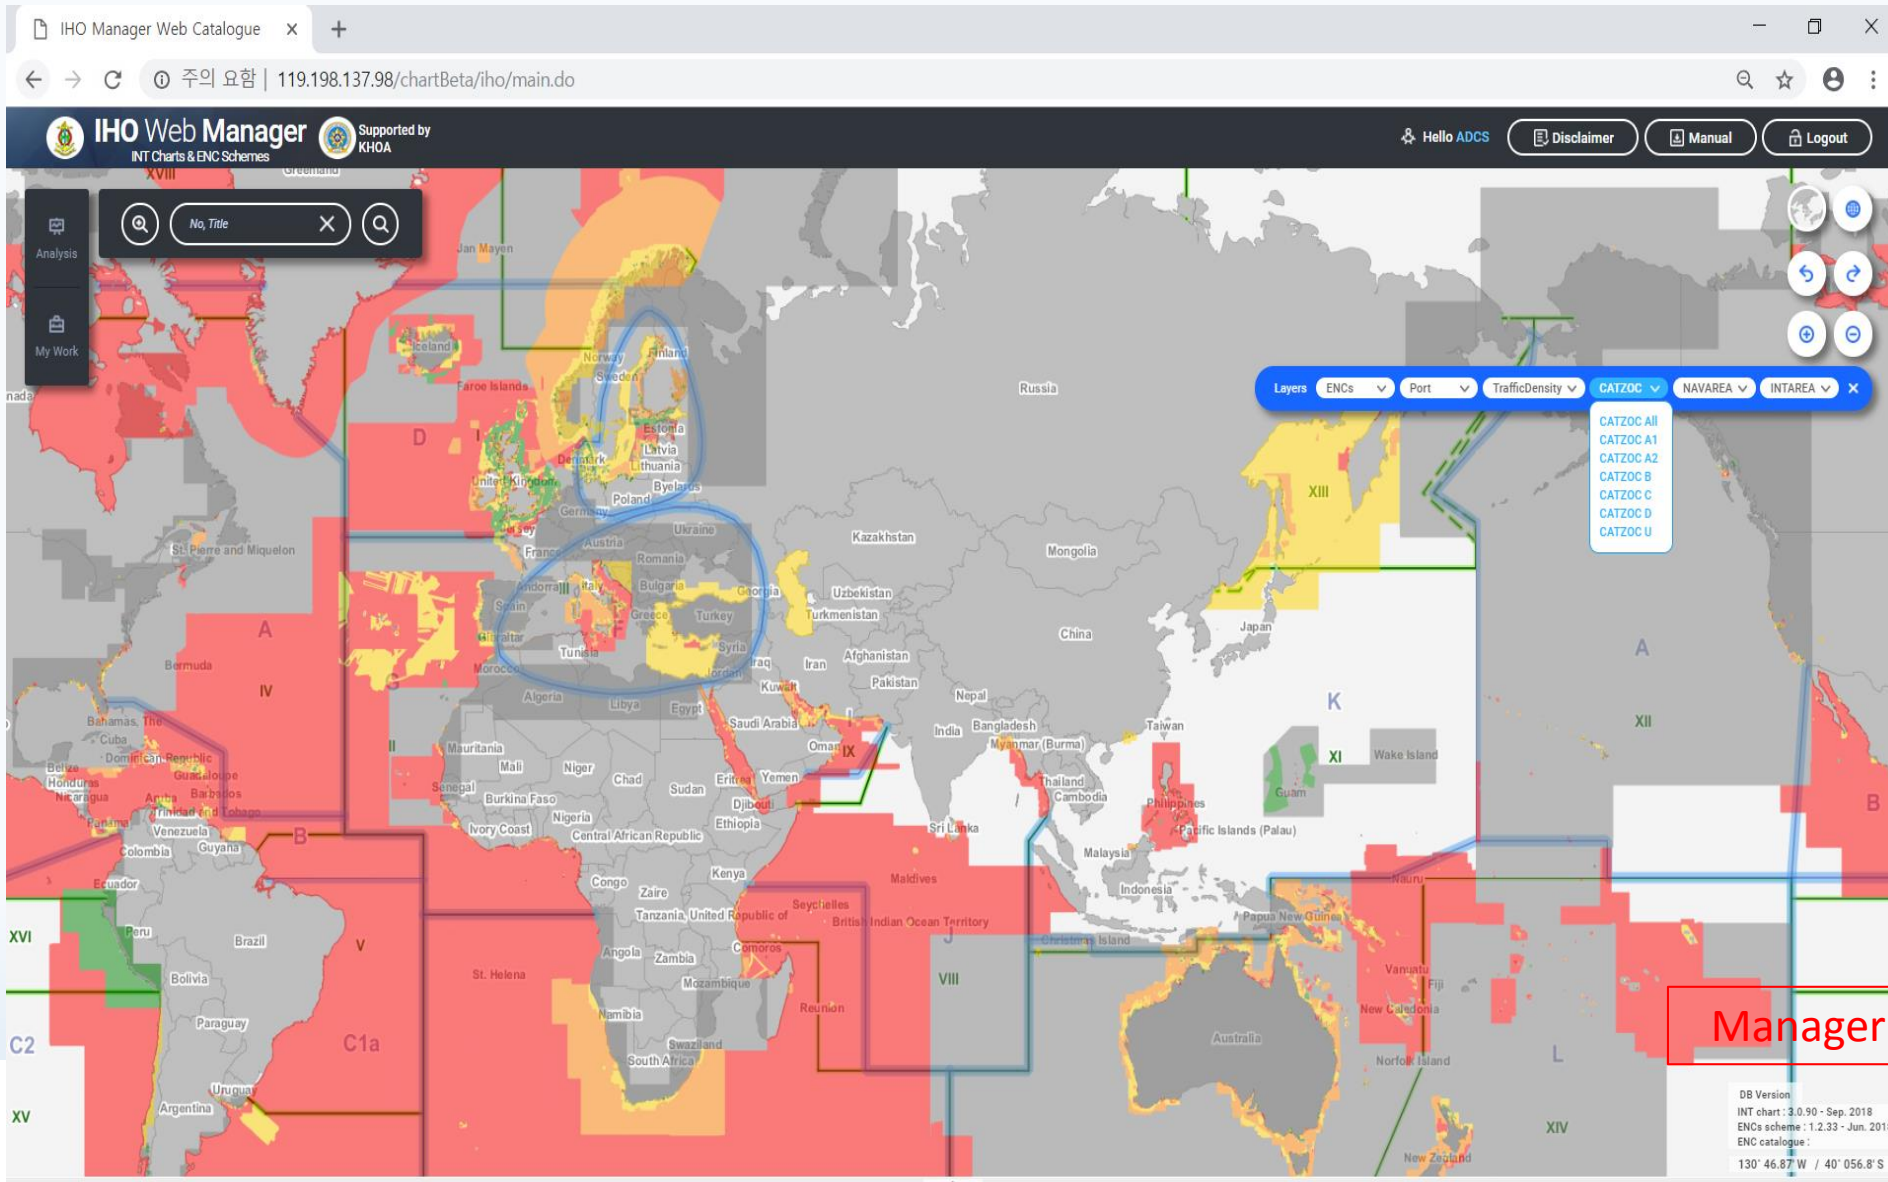 IHO Manager Web Catalogue
주의 요함 | 119.198.137.98/chartBeta/iho/main.do
IHO Web Manager
INT Charts & ENC Schemes
Supported by
KHOA
Hello ADCS
Disclaimer
Manual
Logout
XVIII
Greenland
Analysis
My Work
No, Title
Jan Mayen
Layers ENCs Port TrafficDensity CATZOC NAVAREA INTAREA
CATZOC All
CATZOC A1
CATZOC A2
CATZOC B
CATZOC C
CATZOC D
CATZOC U
Iceland
Norway
Finland
Sweden
Faroe Islands
Russia
nada
D
I
Estonia
Latvia
Denmark
Lithuania
United Kingdom
Byelarus
Poland
Germany
XIII
Jersey
Ukraine
Kazakhstan
Mongolia
St. Pierre and Miquelon
France
Austria
Romania
Andorra
III
Italy
Bulgaria
Georgia
Uzbekistan
Spain
Greece
Turkey
Turkmenistan
F
Gibraltar
China
Japan
A
Bermuda
Tunisia
Syria
Morocco
Jordan
Iraq
Iran
Afghanistan
A
G
Kuwait
Pakistan
IV
Algeria
Libya
Egypt
Nepal
K
Bahamas, The
Saudi Arabia
I
India
Bangladesh
Taiwan
XII
Cuba
II
Mauritania
Oman
IX
Myanmar (Burma)
XI
Wake Island
Dominican Republic
Belize
Mali
Niger
Chad
Sudan
Eritrea
Yemen
Thailand
Guadeloupe
Honduras
Senegal
Cambodia
Guam
Nicaragua
Aruba
Barbados
Burkina Faso
Djibouti
Philippines
B
Trinidad and Tobago
Nigeria
Ethiopia
Panama
Venezuela
B
Ivory Coast
Central African Republic
Sri Lanka
Pacific Islands (Palau)
Colombia
Guyana
Malaysia
Ecuador
Congo
Kenya
Maldives
Nauru
Zaire
Indonesia
Seychelles
Tanzania, United Republic of
British Indian Ocean Territory
Papua New Guinea
XVI
Peru
Brazil
V
J
Christmas Island
Angola
Zambia
Comoros
St. Helena
Bolivia
Mozambique
VIII
Vanuatu
Fiji
Namibia
Reunion
New Caledonia
Paraguay
Manager
C2
C1a
Swaziland
Australia
South Africa
Norfolk Island
L
Uruguay
Argentina
XV
XIV
New Zealand
DB Version
INT chart : 3.0.90 - Sep. 2018
ENCs scheme : 1.2.33 - Jun. 201
ENC catalogue :
130° 46.87' W / 40° 056.8' S